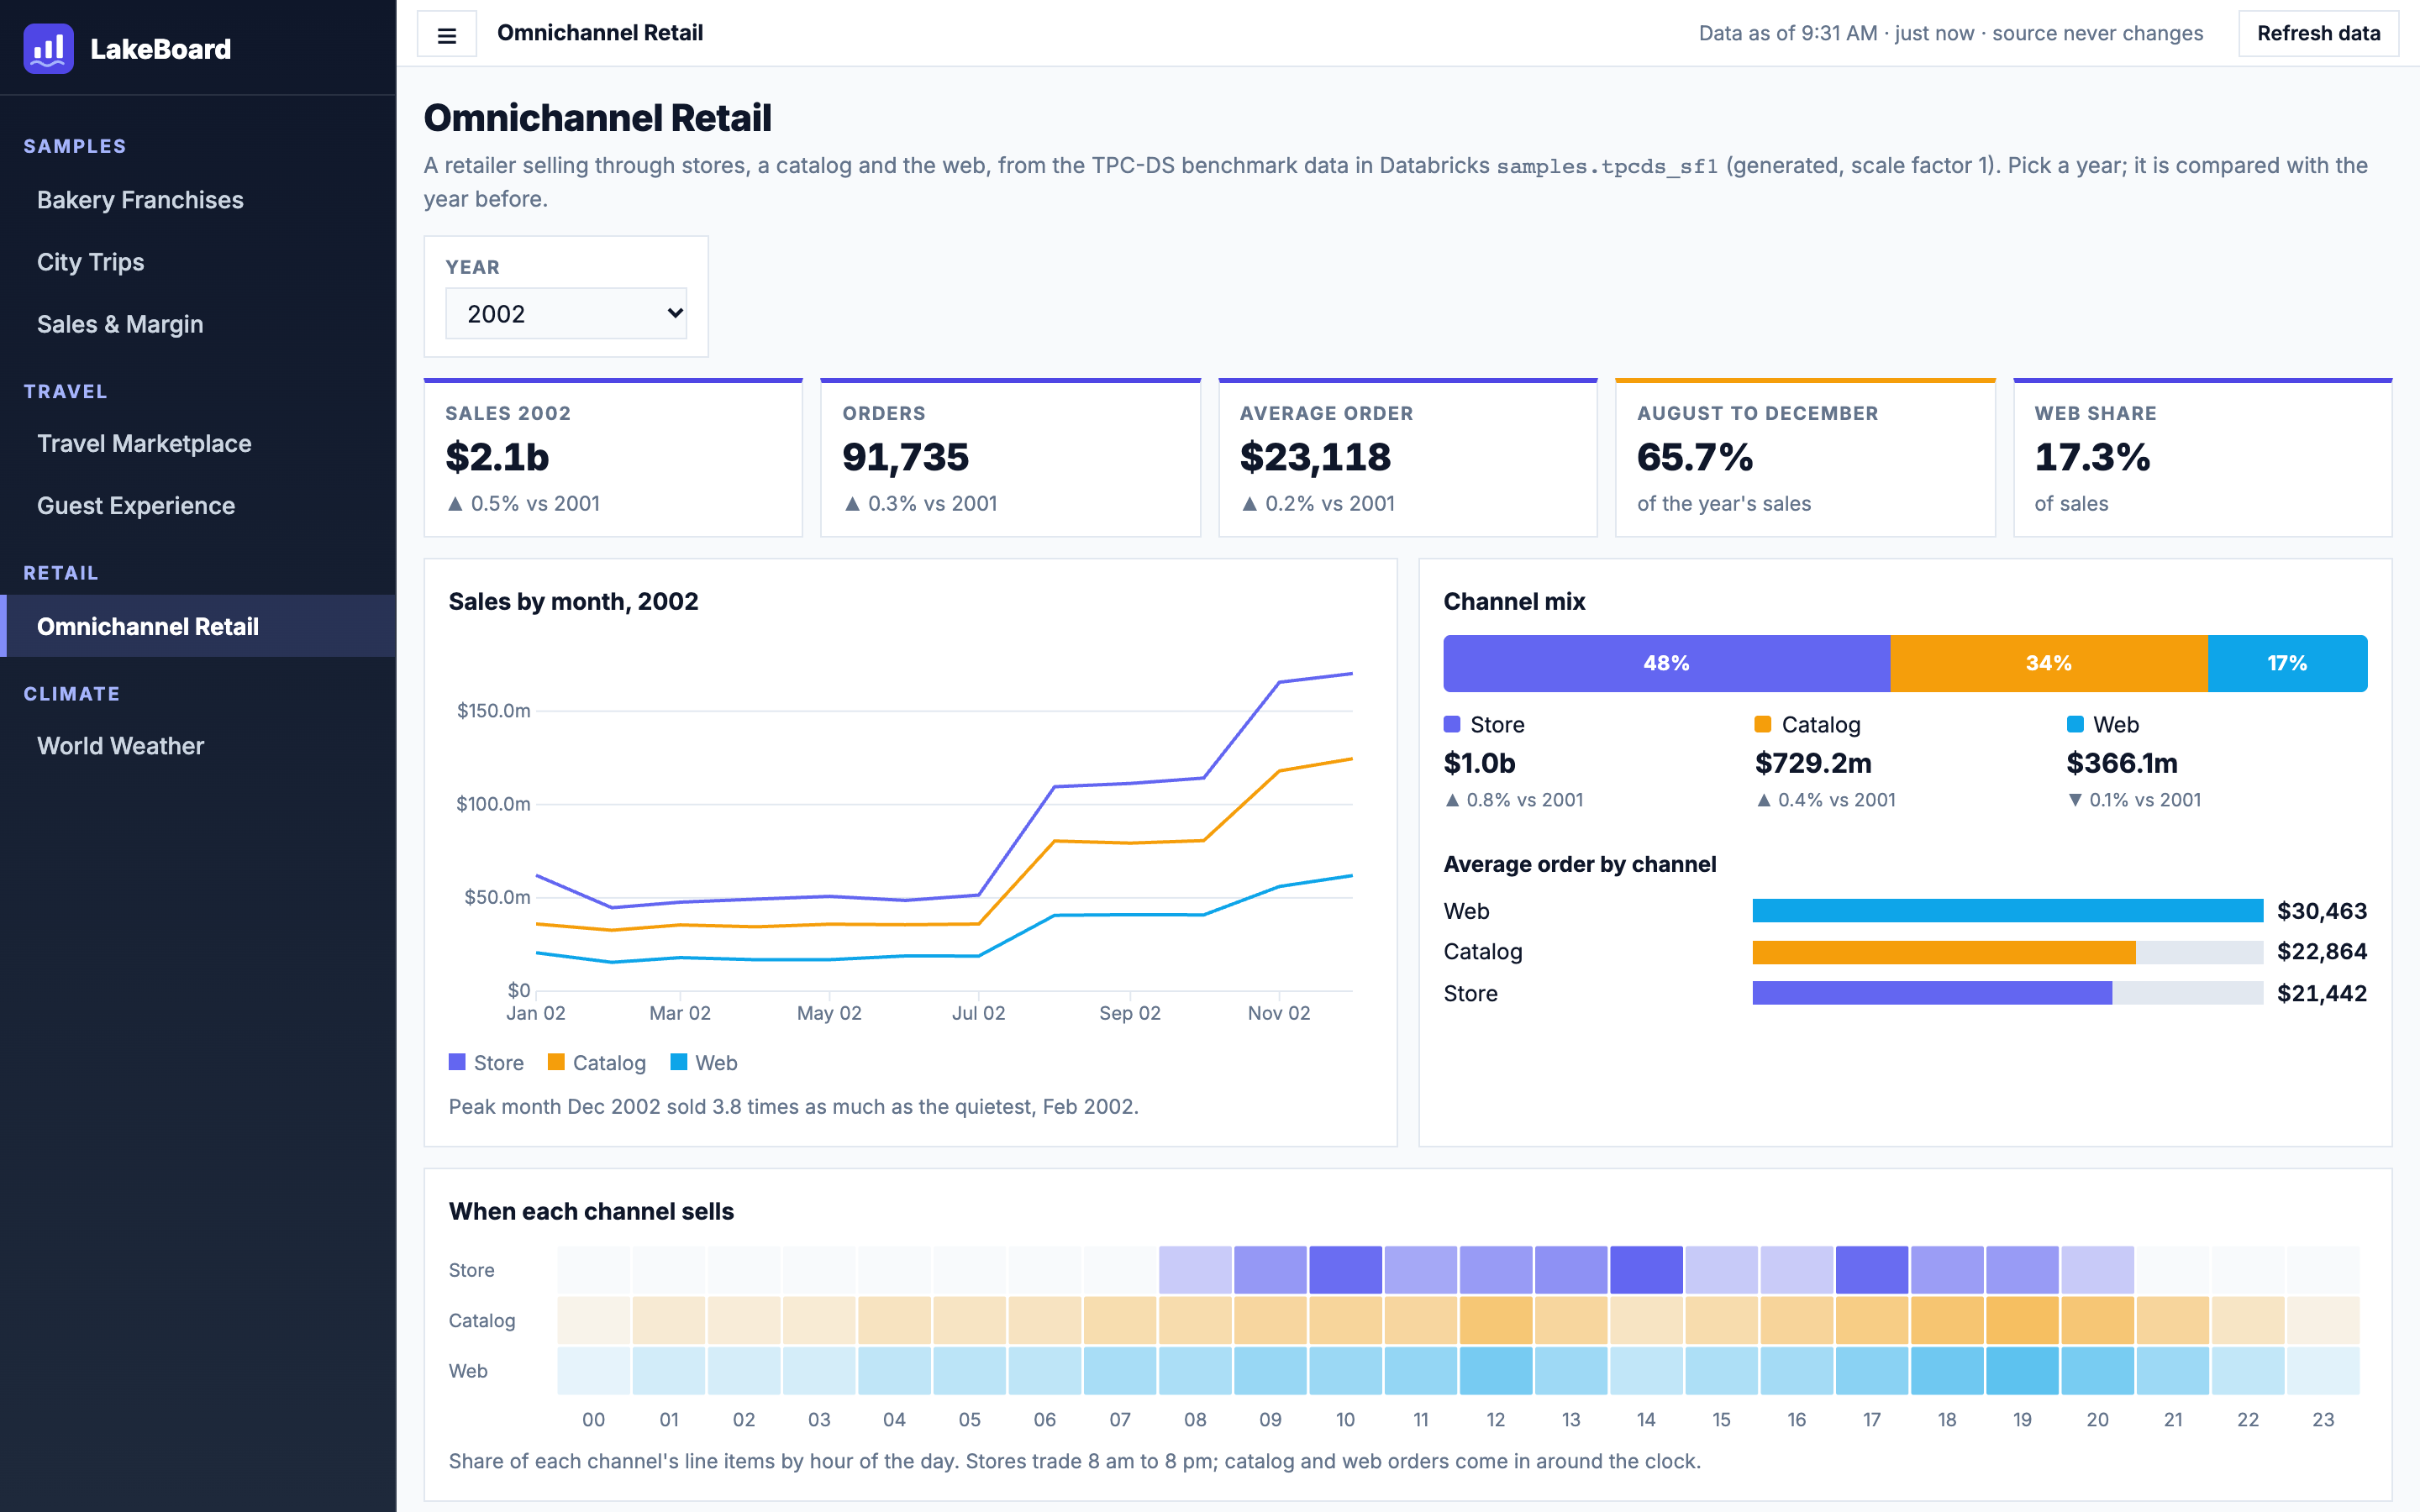 LakeBoard
SAMPLES
Bakery Franchises
City Trips
Sales & Margin
TRAVEL
Travel Marketplace
Guest Experience
RETAIL
Omnichannel Retail
CLIMATE
World Weather
Omnichannel Retail
Data as of 9:31 AM · just now · source never changes
Refresh data
Omnichannel Retail
A retailer selling through stores, a catalog and the web, from the TPC-DS benchmark data in Databricks samples.tpcds_sf1 (generated, scale factor 1). Pick a year; it is compared with the
year before.
YEAR
2002
SALES 2002
$2.1b
▲ 0.5% vs 2001
ORDERS
91,735
▲ 0.3% vs 2001
AVERAGE ORDER
$23,118
▲ 0.2% vs 2001
AUGUST TO DECEMBER
65.7%
of the year's sales
WEB SHARE
17.3%
of sales
Sales by month, 2002
$150.0m
$100.0m
$50.0m
$0
Jan 02 Mar 02 May 02 Jul 02 Sep 02 Nov 02
Store Catalog Web
Peak month Dec 2002 sold 3.8 times as much as the quietest, Feb 2002.
Channel mix
48% 34% 17%
Store
$1.0b
▲ 0.8% vs 2001
Catalog
$729.2m
▲ 0.4% vs 2001
Web
$366.1m
▼ 0.1% vs 2001
Average order by channel
Web $30,463
Catalog $22,864
Store $21,442
When each channel sells
Store
Catalog
Web
00 01 02 03 04 05 06 07 08 09 10 11 12 13 14 15 16 17 18 19 20 21 22 23
Share of each channel's line items by hour of the day. Stores trade 8 am to 8 pm; catalog and web orders come in around the clock.